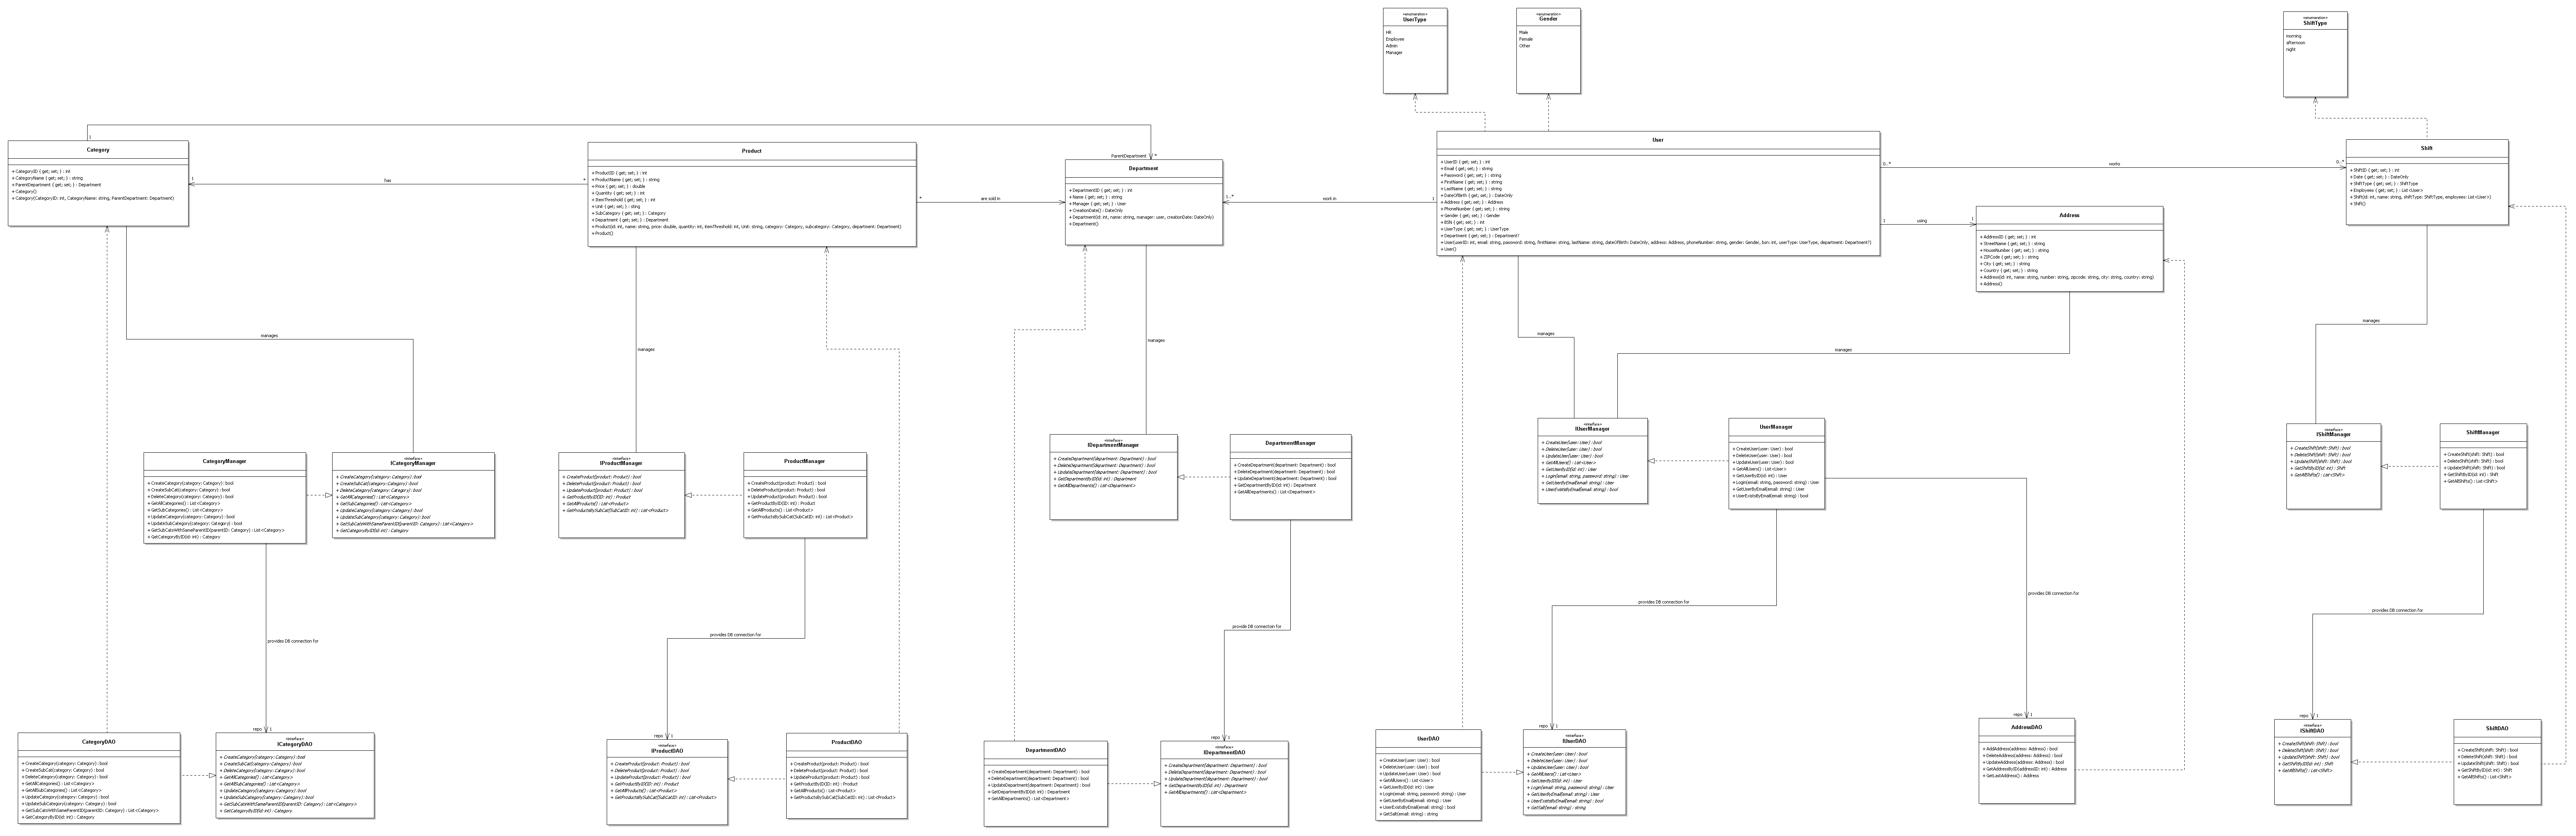 «enumeration»
UserType
HR
Employee
Admin
Manager
«enumeration»
Gender
Male
Female
Other
«enumeration»
ShiftType
morning
afternoon
night
1
ParentDepartment
*
Category
+ CategoryID { get; set; } : int
+ CategoryName { get; set; } : string
+ ParentDepartment { get; set; } : Department
+ Category()
+ Category(CategoryID: int, CategoryName: string, ParentDepartment: Department)
1
has
*
Product
+ ProductID { get; set; } : int
+ ProductName { get; set; } : string
+ Price { get; set; } : double
+ Quantity { get; set; } : int
+ ItemThreshold { get; set; } : int
+ Unit { get; set; } : sting
+ SubCategory { get; set; } : Category
+ Department { get; set; } : Department
+ Product(id: int, name: string, price: double, quantity: int, itemThreshold: int, Unit: string, category: Category, subcategory: Category, department: Department)
+ Product()
*
are sold in
Department
+ DepartmentID { get; set; } : int
+ Name { get; set; } : string
+ Manager { get; set; } : User
+ CreationDate() : DateOnly
+ Department(id: int, name: string, manager: user, creationDate: DateOnly)
+ Department()
1..*
work in
1
User
+ UserID { get; set; } : int
+ Email { get; set; } : string
+ Password { get; set; } : string
+ FirstName { get; set; } : string
+ LastName { get; set; } : string
+ DateOfBirth { get; set; } : DateOnly
+ Address { get; set; } : Address
+ PhoneNumber { get; set; } : string
+ Gender { get; set; } : Gender
+ BSN { get; set; } : int
+ UserType { get; set; } : UserType
+ Department { get; set; } : Department?
+ User(userID: int, email: string, password: string, firstName: string, lastName: string, dateOfBirth: DateOnly, address: Address, phoneNumber: string, gender: Gender, bsn: int, userType: UserType, department: Department?)
+ User()
0..*
works
0..*
1
using
1
Address
+ AddressID { get; set; } : int
+ StreetName { get; set; } : string
+ HouseNumber { get; set; } : string
+ ZIPCode { get; set; } : string
+ City { get; set; } : string
+ Country { get; set; } : string
+ Address(id: int, name: string, number: string, zipcode: string, city: string, country: string)
+ Address()
Shift
+ ShiftID { get; set; } : int
+ Date { get; set; } : DateOnly
+ ShiftType { get; set; } : ShiftType
+ Employees { get; set; } : List<User>
+ Shift(id: int, name: string, shiftType: ShiftType, employees: List<User>)
+ Shift()
manages
manages
manages
manages
manages
manages
CategoryManager
+ CreateCategory(category: Category) : bool
+ CreateSubCat(category: Category) : bool
+ DeleteCategory(category: Category) : bool
+ GetAllCategories() : List<Category>
+ GetSubCategories() : List<Category>
+ UpdateCategory(category: Category) : bool
+ UpdateSubCategory(category: Category) : bool
+ GetSubCatsWithSameParentID(parentID: Category) : List<Category>
+ GetCategoryByID(id: int) : Category
«interface»
ICategoryManager
+ CreateCategory(category: Category) : bool
+ CreateSubCat(category: Category) : bool
+ DeleteCategory(category: Category) : bool
+ GetAllCategories() : List<Category>
+ GetSubCategories() : List<Category>
+ UpdateCategory(category: Category) : bool
+ UpdateSubCategory(category: Category) : bool
+ GetSubCatsWithSameParentID(parentID: Category) : List<Category>
+ GetCategoryByID(id: int) : Category
«interface»
IProductManager
+ CreateProduct(product: Product) : bool
+ DeleteProduct(product: Product) : bool
+ UpdateProduct(product: Product) : bool
+ GetProductByID(ID: int) : Product
+ GetAllProducts() : List<Product>
+ GetProductsBySubCat(SubCatID: int) : List<Product>
ProductManager
+ CreateProduct(product: Product) : bool
+ DeleteProduct(product: Product) : bool
+ UpdateProduct(product: Product) : bool
+ GetProductByID(ID: int) : Product
+ GetAllProducts() : List<Product>
+ GetProductsBySubCat(SubCatID: int) : List<Product>
«interface»
IDepartmentManager
+ CreateDepartment(department: Department) : bool
+ DeleteDepartment(department: Department) : bool
+ UpdateDepartment(department: Department) : bool
+ GetDepartmentByID(id: int) : Department
+ GetAllDepartments() : List<Department>
DepartmentManager
+ CreateDepartment(department: Department) : bool
+ DeleteDepartment(department: Department) : bool
+ UpdateDepartment(department: Department) : bool
+ GetDepartmentByID(id: int) : Department
+ GetAllDepartments() : List<Department>
«interface»
IUserManager
+ CreateUser(user: User) : bool
+ DeleteUser(user: User) : bool
+ UpdateUser(user: User) : bool
+ GetAllUsers() : List<User>
+ GetUserByID(id: int) : User
+ Login(email: string, password: string) : User
+ GetUserByEmail(email: string) : User
+ UserExistsByEmail(email: string) : bool
UserManager
+ CreateUser(user: User) : bool
+ DeleteUser(user: User) : bool
+ UpdateUser(user: User) : bool
+ GetAllUsers() : List<User>
+ GetUserByID(id: int) : User
+ Login(email: string, password: string) : User
+ GetUserByEmail(email: string) : User
+ UserExistsByEmail(email: string) : bool
«interface»
IShiftManager
+ CreateShift(shift: Shift) : bool
+ DeleteShift(shift: Shift) : bool
+ UpdateShift(shift: Shift) : bool
+ GetShiftByID(id: int) : Shift
+ GetAllShifts() : List<Shift>
ShiftManager
+ CreateShift(shift: Shift) : bool
+ DeleteShift(shift: Shift) : bool
+ UpdateShift(shift: Shift) : bool
+ GetShiftByID(id: int) : Shift
+ GetAllShifts() : List<Shift>
provides DB connection for
provides DB connection for
provide DB connection for
provides DB connection for
provides DB connection for
provides DB connection for
repo
1
repo
1
repo
1
repo
1
repo
1
repo
1
CategoryDAO
+ CreateCategory(category: Category) : bool
+ CreateSubCat(category: Category) : bool
+ DeleteCategory(category: Category) : bool
+ GetAllCategories() : List<Category>
+ GetAllSubCategories() : List<Category>
+ UpdateCategory(category: Category) : bool
+ UpdateSubCategory(category: Category) : bool
+ GetSubCatsWithSameParentID(parentID: Category) : List<Category>
+ GetCategoryByID(id: int) : Category
«interface»
ICategoryDAO
+ CreateCategory(category: Category) : bool
+ CreateSubCat(category: Category) : bool
+ DeleteCategory(category: Category) : bool
+ GetAllCategories() : List<Category>
+ GetAllSubCategories() : List<Category>
+ UpdateCategory(category: Category) : bool
+ UpdateSubCategory(category: Category) : bool
+ GetSubCatsWithSameParentID(parentID: Category) : List<Category>
+ GetCategoryByID(id: int) : Category
«interface»
IProductDAO
+ CreateProduct(product: Product) : bool
+ DeleteProduct(product: Product) : bool
+ UpdateProduct(product: Product) : bool
+ GetProductByID(ID: int) : Product
+ GetAllProducts() : List<Product>
+ GetProductsBySubCat(SubCatID: int) : List<Product>
ProductDAO
+ CreateProduct(product: Product) : bool
+ DeleteProduct(product: Product) : bool
+ UpdateProduct(product: Product) : bool
+ GetProductByID(ID: int) : Product
+ GetAllProducts() : List<Product>
+ GetProductsBySubCat(SubCatID: int) : List<Product>
DepartmentDAO
+ CreateDepartment(department: Department) : bool
+ DeleteDepartment(department: Department) : bool
+ UpdateDepartment(department: Department) : bool
+ GetDepartmentByID(id: int) : Department
+ GetAllDepartments() : List<Department>
«interface»
IDepartmentDAO
+ CreateDepartment(department: Department) : bool
+ DeleteDepartment(department: Department) : bool
+ UpdateDepartment(department: Department) : bool
+ GetDepartmentByID(id: int) : Department
+ GetAllDepartments() : List<Department>
UserDAO
+ CreateUser(user: User) : bool
+ DeleteUser(user: User) : bool
+ UpdateUser(user: User) : bool
+ GetAllUsers() : List<User>
+ GetUserByID(id: int) : User
+ Login(email: string, password: string) : User
+ GetUserByEmail(email: string) : User
+ UserExistsByEmail(email: string) : bool
+ GetSalt(email: string) : string
«interface»
IUserDAO
+ CreateUser(user: User) : bool
+ DeleteUser(user: User) : bool
+ UpdateUser(user: User) : bool
+ GetAllUsers() : List<User>
+ GetUserByID(id: int) : User
+ Login(email: string, password: string) : User
+ GetUserByEmail(email: string) : User
+ UserExistsByEmail(email: string) : bool
+ GetSalt(email: string) : string
AddressDAO
+ AddAddress(address: Address) : bool
+ DeleteAddress(address: Address) : bool
+ UpdateAddress(address: Address) : bool
+ GetAddressByID(addressID: int) : Address
+ GetLastAddress() : Address
«interface»
IShiftDAO
+ CreateShift(shift: Shift) : bool
+ DeleteShift(shift: Shift) : bool
+ UpdateShift(shift: Shift) : bool
+ GetShiftByID(id: int) : Shift
+ GetAllShifts() : List<Shift>
ShiftDAO
+ CreateShift(shift: Shift) : bool
+ DeleteShift(shift: Shift) : bool
+ UpdateShift(shift: Shift) : bool
+ GetShiftByID(id: int) : Shift
+ GetAllShifts() : List<Shift>